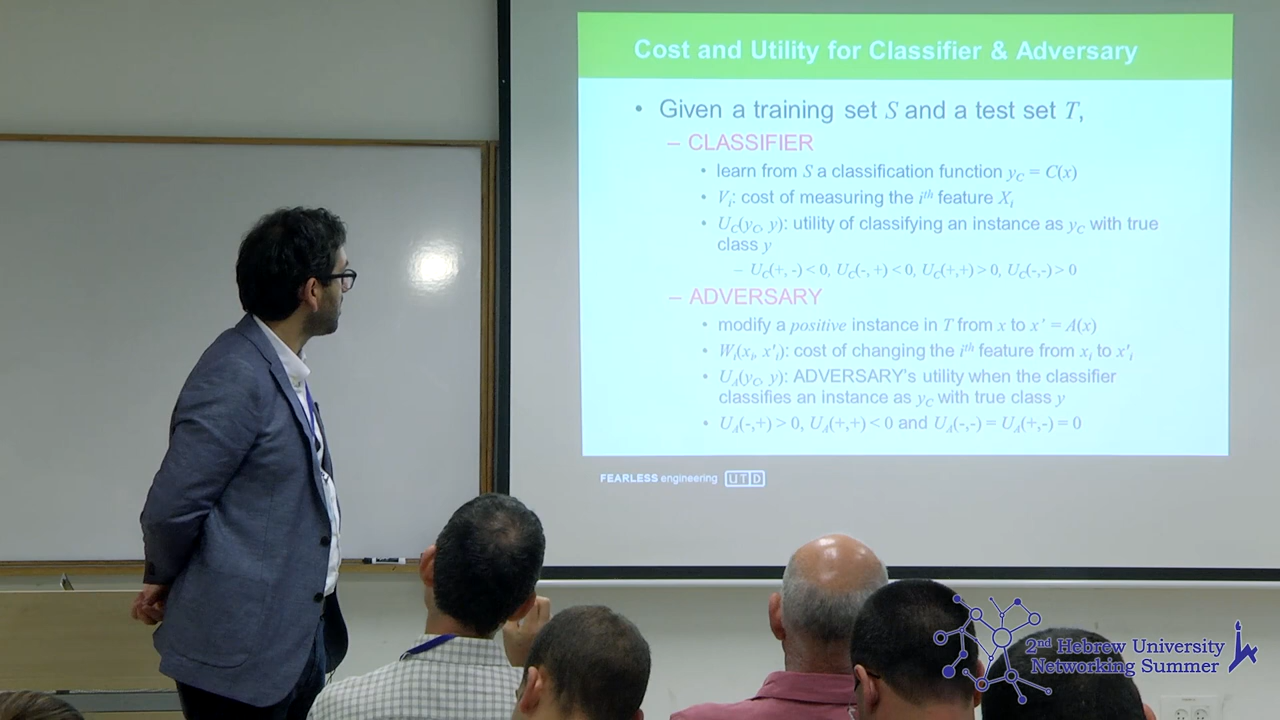 Cost and Utility for Classifier & Adversary
• Given a training set S and a test set T,
– CLASSIFIER
• learn from S a classification function y_C = C(x)
• V_i: cost of measuring the i^th feature X_i
• U_C(y_C, y): utility of classifying an instance as y_C with true
class y
– U_C(+, -) < 0, U_C(-, +) < 0, U_C(+,+) > 0, U_C(-,-) > 0
– ADVERSARY
• modify a positive instance in T from x to x' = A(x)
• W_i(x_i, x'_i): cost of changing the i^th feature from x_i to x'_i
• U_A(y_C, y): ADVERSARY's utility when the classifier
classifies an instance as y_C with true class y
• U_A(-,+) > 0, U_A(+,+) < 0 and U_A(-,-) = U_A(+,-) = 0
FEARLESS engineering UTD
2nd Hebrew University
Networking Summer